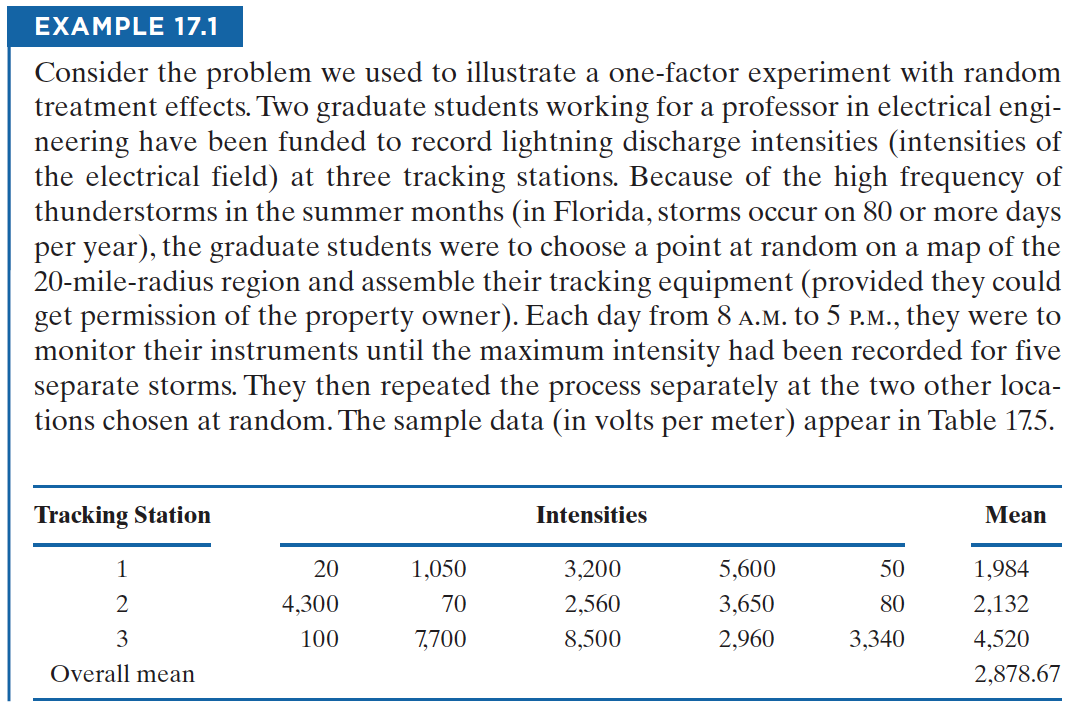 EXAMPLE 17.1
Consider the problem we used to illustrate a one-factor experiment with random
treatment effects. Two graduate students working for a professor in electrical engi-
neering have been funded to record lightning discharge intensities (intensities of
the electrical field) at three tracking stations. Because of the high frequency of
thunderstorms in the summer months (in Florida, storms occur on 80 or more days
per year), the graduate students were to choose a point at random on a map of the
20-mile-radius region and assemble their tracking equipment (provided they could
get permission of the property owner). Each day from 8 A.M. to 5 P.M., they were to
monitor their instruments until the maximum intensity had been recorded for five
separate storms. They then repeated the process separately at the two other loca-
tions chosen at random. The sample data (in volts per meter) appear in Table 17.5.
Tracking Station Intensities Mean
1 20 1,050 3,200 5,600 50 1,984
2 4,300 70 2,560 3,650 80 2,132
3 100 7,700 8,500 2,960 3,340 4,520
Overall mean 2,878.67